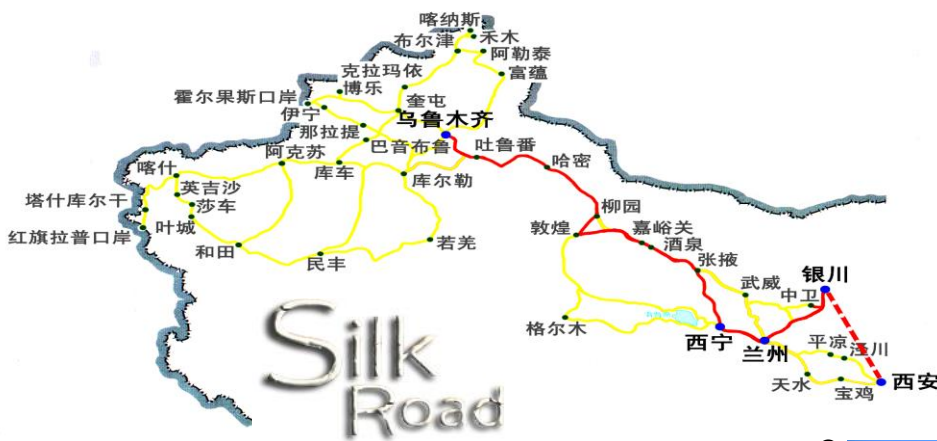 喀纳斯
禾木
布尔津
阿勒泰
克拉玛依
富蕴
博乐
霍尔果斯口岸
奎屯
伊宁
乌鲁木齐
那拉提
巴音布鲁
吐鲁番
阿克苏
哈密
喀什
库车
库尔勒
英吉沙
塔什库尔干
莎车
柳园
叶城
敦煌
嘉峪关
红旗拉普口岸
若羌
酒泉
和田
民丰
张掖
银川
武威
中卫
格尔木
西宁
兰州
平凉
泾川
天水
宝鸡
西安
Silk
Road